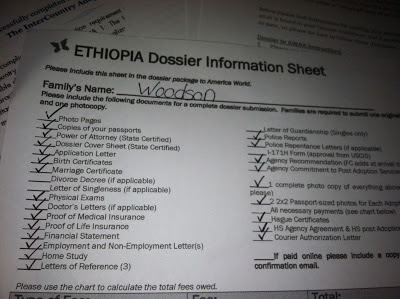 ETHIOPIA Dossier Information Sheet
Please include this sheet in the dossier package to America World.
Family's Name: Woodson
Please include the following documents for a complete dossier submission. Families are required to submit one original
and one photocopy.
Photo Pages
Copies of your passports
Power of Attorney (State Certified)
Dossier Cover Sheet (State Certified)
Application Letter
Birth Certificates
Marriage Certificate
Divorce Decree (if applicable)
Letter of Singleness (if applicable)
Physical Exams
Doctor's Letters (if applicable)
Proof of Medical Insurance
Proof of Life Insurance
Financial Statement
Employment and Non-Employment Letter(s)
Home Study
Letters of Reference (3)
Letter of Guardianship (Singles only)
Police Reports
Police Repentance Letters (if applicable)
I-171H Form (approval from USCIS)
Agency Recommendation (FC adds at arrival
Agency Commitment to Post Adoption Services
1 complete photo copy of everything above
please)
2 2x2 Passport-sized photos for Each Adop
All necessary payments (see chart below)
Hague Certificates
HS Agency Agreement & HS post Adoption
Courier Authorization Letter
If paid online please include a copy
confirmation email.
Please use the chart to calculate the total fees owed.
Total: